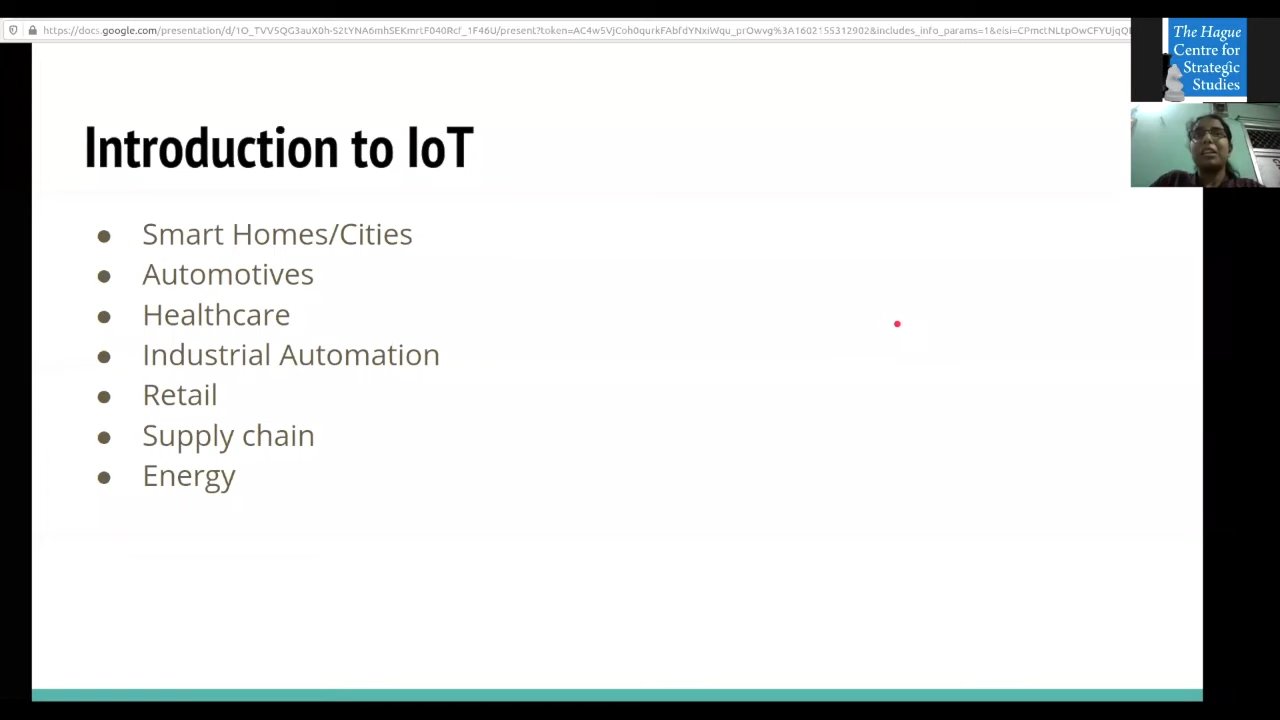 The Hague
Centre for
Strategic
Studies
Introduction to IoT
● Smart Homes/Cities
● Automotives
● Healthcare
● Industrial Automation
● Retail
● Supply chain
● Energy